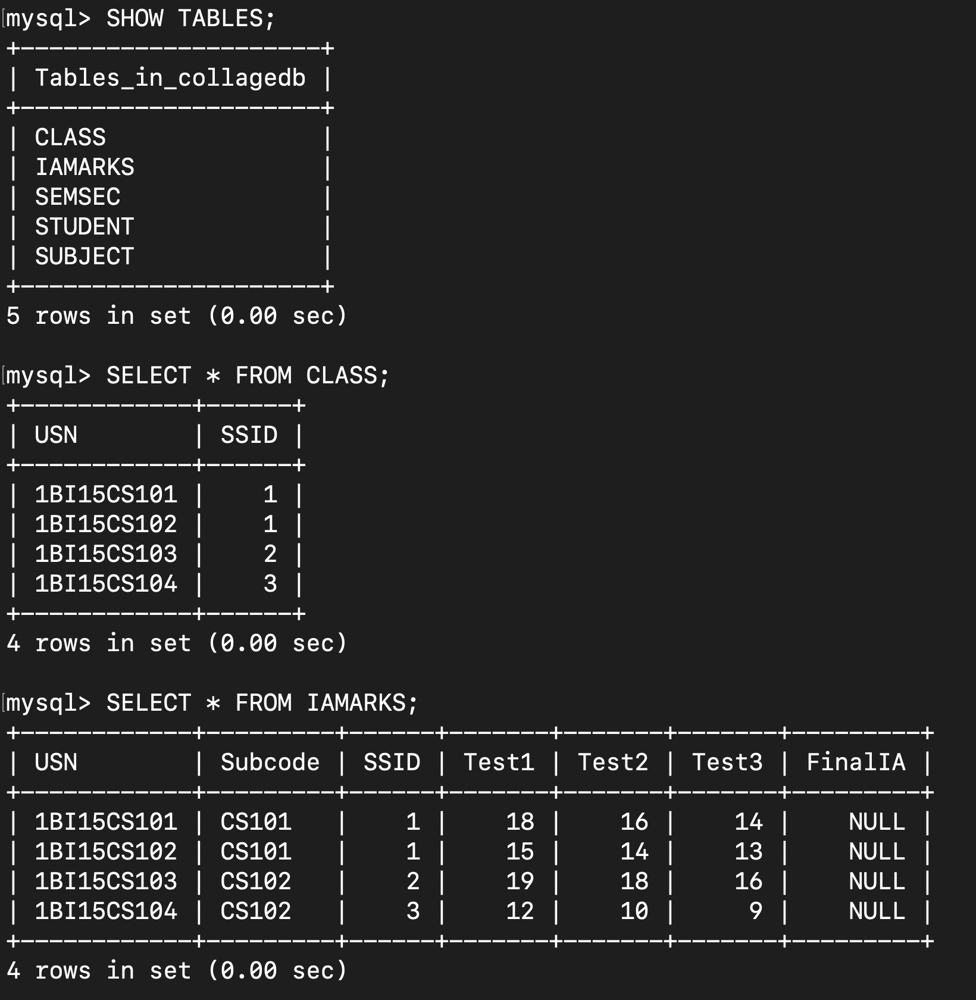 [mysql> SHOW TABLES;
+---------------------+
| Tables_in_collagedb |
+---------------------+
| CLASS               |
| IAMARKS             |
| SEMSEC              |
| STUDENT             |
| SUBJECT             |
+---------------------+
5 rows in set (0.00 sec)

[mysql> SELECT * FROM CLASS;
+------------+------+
| USN        | SSID |
+------------+------+
| 1BI15CS101 |    1 |
| 1BI15CS102 |    1 |
| 1BI15CS103 |    2 |
| 1BI15CS104 |    3 |
+------------+------+
4 rows in set (0.00 sec)

[mysql> SELECT * FROM IAMARKS;
+------------+---------+------+-------+-------+-------+---------+
| USN        | Subcode | SSID | Test1 | Test2 | Test3 | FinalIA |
+------------+---------+------+-------+-------+-------+---------+
| 1BI15CS101 | CS101   |    1 |    18 |    16 |    14 |    NULL |
| 1BI15CS102 | CS101   |    1 |    15 |    14 |    13 |    NULL |
| 1BI15CS103 | CS102   |    2 |    19 |    18 |    16 |    NULL |
| 1BI15CS104 | CS102   |    3 |    12 |    10 |     9 |    NULL |
+------------+---------+------+-------+-------+-------+---------+
4 rows in set (0.00 sec)